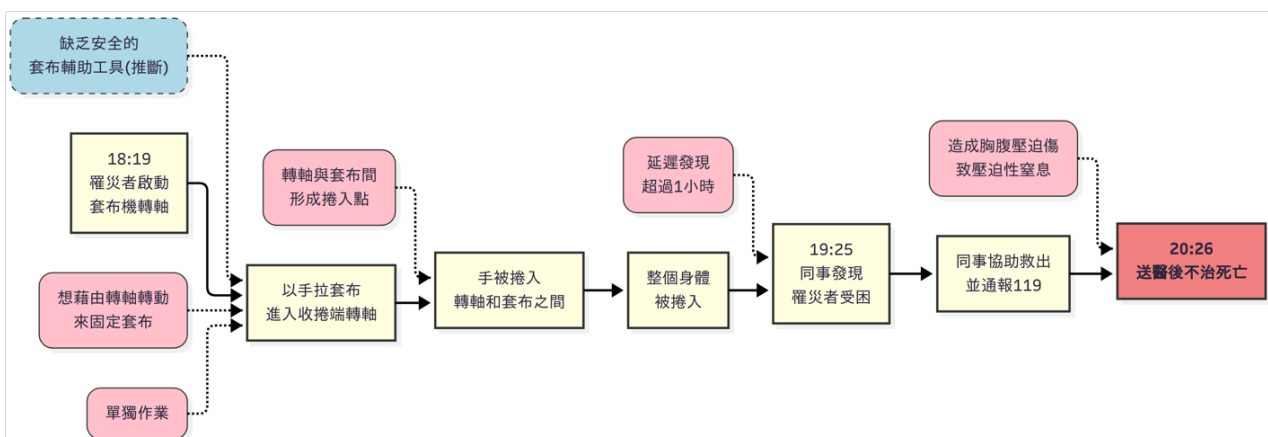 缺乏安全的
套布輔助工具(推斷)
18:19
罹災者啟動
套布機轉軸
想藉由轉軸轉動
來固定套布
單獨作業
以手拉套布
進入收捲端轉軸
轉軸與套布間
形成捲入點
手被捲入
轉軸和套布之間
整個身體
被捲入
延遲發現
超過1小時
19:25
同事發現
罹災者受困
同事協助救出
並通報119
造成胸腹壓迫傷
致壓迫性窒息
20:26
送醫後不治死亡